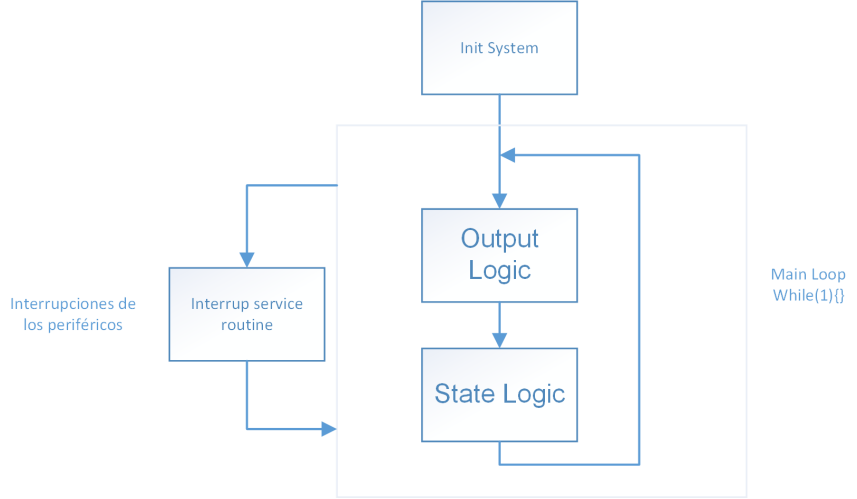 Init System
Output
Logic
Main Loop
While(1){}
Interrupciones de
los periféricos
Interrup service
routine
State Logic